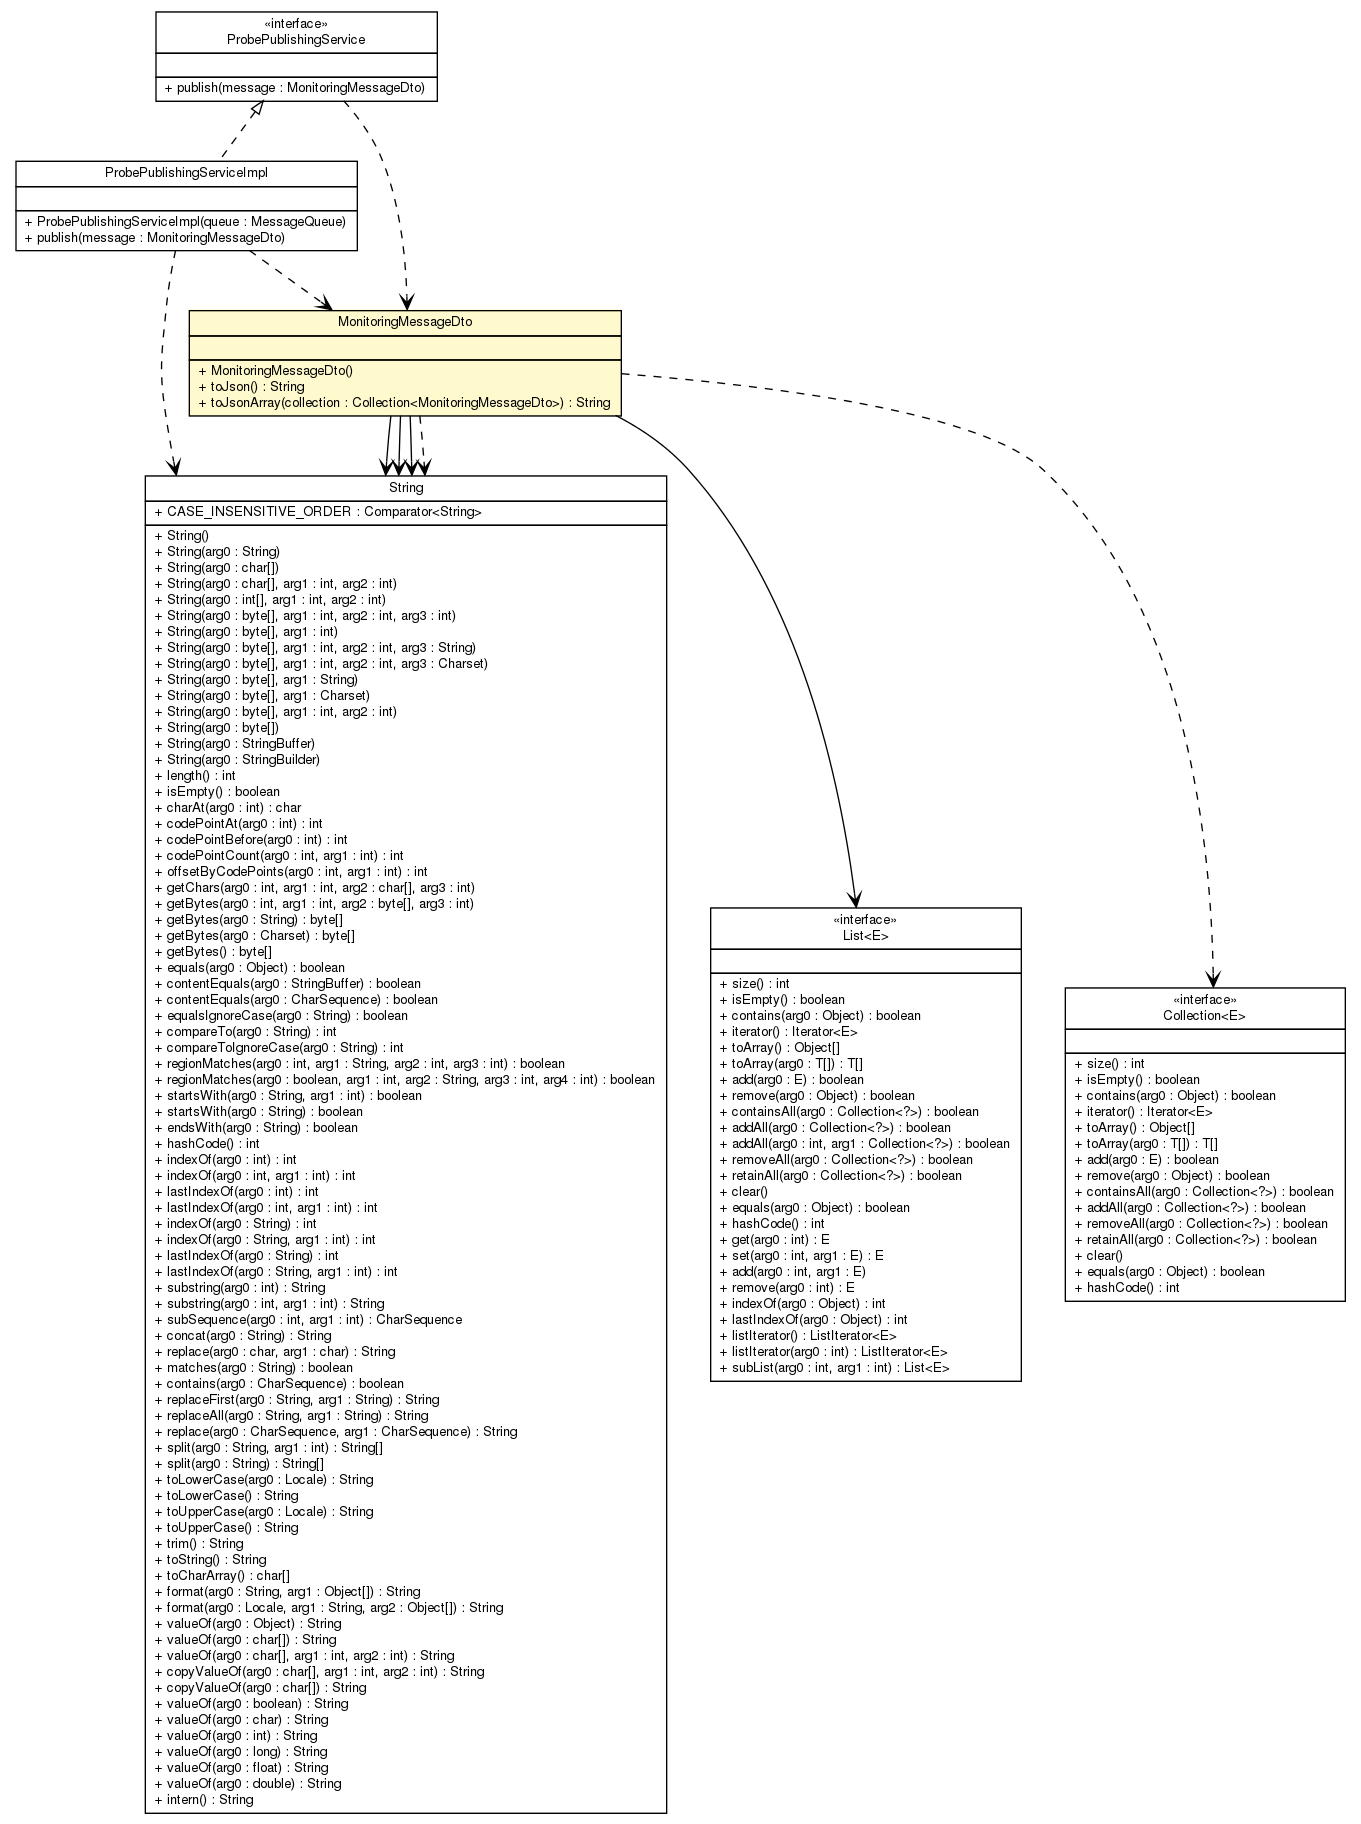 «interface»
ProbePublishingService
+ publish(message : MonitoringMessageDto)
ProbePublishingServiceImpl
+ ProbePublishingServiceImpl(queue : MessageQueue)
+ publish(message : MonitoringMessageDto)
MonitoringMessageDto
+ MonitoringMessageDto()
+ toJson() : String
+ toJsonArray(collection : Collection<MonitoringMessageDto>) : String
String
+ CASE_INSENSITIVE_ORDER : Comparator<String>
+ String()
+ String(arg0 : String)
+ String(arg0 : char[])
+ String(arg0 : char[], arg1 : int, arg2 : int)
+ String(arg0 : int[], arg1 : int, arg2 : int)
+ String(arg0 : byte[], arg1 : int, arg2 : int, arg3 : int)
+ String(arg0 : byte[], arg1 : int)
+ String(arg0 : byte[], arg1 : int, arg2 : int, arg3 : String)
+ String(arg0 : byte[], arg1 : int, arg2 : int, arg3 : Charset)
+ String(arg0 : byte[], arg1 : String)
+ String(arg0 : byte[], arg1 : Charset)
+ String(arg0 : byte[], arg1 : int, arg2 : int)
+ String(arg0 : byte[])
+ String(arg0 : StringBuffer)
+ String(arg0 : StringBuilder)
+ length() : int
+ isEmpty() : boolean
+ charAt(arg0 : int) : char
+ codePointAt(arg0 : int) : int
+ codePointBefore(arg0 : int) : int
+ codePointCount(arg0 : int, arg1 : int) : int
+ offsetByCodePoints(arg0 : int, arg1 : int) : int
+ getChars(arg0 : int, arg1 : int, arg2 : char[], arg3 : int)
+ getBytes(arg0 : int, arg1 : int, arg2 : byte[], arg3 : int)
+ getBytes(arg0 : String) : byte[]
+ getBytes(arg0 : Charset) : byte[]
+ getBytes() : byte[]
+ equals(arg0 : Object) : boolean
+ contentEquals(arg0 : StringBuffer) : boolean
+ contentEquals(arg0 : CharSequence) : boolean
+ equalsIgnoreCase(arg0 : String) : boolean
+ compareTo(arg0 : String) : int
+ compareToIgnoreCase(arg0 : String) : int
+ regionMatches(arg0 : int, arg1 : String, arg2 : int, arg3 : int) : boolean
+ regionMatches(arg0 : boolean, arg1 : int, arg2 : String, arg3 : int, arg4 : int) : boolean
+ startsWith(arg0 : String, arg1 : int) : boolean
+ startsWith(arg0 : String) : boolean
+ endsWith(arg0 : String) : boolean
+ hashCode() : int
+ indexOf(arg0 : int) : int
+ indexOf(arg0 : int, arg1 : int) : int
+ lastIndexOf(arg0 : int) : int
+ lastIndexOf(arg0 : int, arg1 : int) : int
+ indexOf(arg0 : String) : int
+ indexOf(arg0 : String, arg1 : int) : int
+ lastIndexOf(arg0 : String) : int
+ lastIndexOf(arg0 : String, arg1 : int) : int
+ substring(arg0 : int) : String
+ substring(arg0 : int, arg1 : int) : String
+ subSequence(arg0 : int, arg1 : int) : CharSequence
+ concat(arg0 : String) : String
+ replace(arg0 : char, arg1 : char) : String
+ matches(arg0 : String) : boolean
+ contains(arg0 : CharSequence) : boolean
+ replaceFirst(arg0 : String, arg1 : String) : String
+ replaceAll(arg0 : String, arg1 : String) : String
+ replace(arg0 : CharSequence, arg1 : CharSequence) : String
+ split(arg0 : String, arg1 : int) : String[]
+ split(arg0 : String) : String[]
+ toLowerCase(arg0 : Locale) : String
+ toLowerCase() : String
+ toUpperCase(arg0 : Locale) : String
+ toUpperCase() : String
+ trim() : String
+ toString() : String
+ toCharArray() : char[]
+ format(arg0 : String, arg1 : Object[]) : String
+ format(arg0 : Locale, arg1 : String, arg2 : Object[]) : String
+ valueOf(arg0 : Object) : String
+ valueOf(arg0 : char[]) : String
+ valueOf(arg0 : char[], arg1 : int, arg2 : int) : String
+ copyValueOf(arg0 : char[], arg1 : int, arg2 : int) : String
+ copyValueOf(arg0 : char[]) : String
+ valueOf(arg0 : boolean) : String
+ valueOf(arg0 : char) : String
+ valueOf(arg0 : int) : String
+ valueOf(arg0 : long) : String
+ valueOf(arg0 : float) : String
+ valueOf(arg0 : double) : String
+ intern() : String
«interface»
List<E>
+ size() : int
+ isEmpty() : boolean
+ contains(arg0 : Object) : boolean
+ iterator() : Iterator<E>
+ toArray() : Object[]
+ toArray(arg0 : T[]) : T[]
+ add(arg0 : E) : boolean
+ remove(arg0 : Object) : boolean
+ containsAll(arg0 : Collection<?>) : boolean
+ addAll(arg0 : Collection<?>) : boolean
+ addAll(arg0 : int, arg1 : Collection<?>) : boolean
+ removeAll(arg0 : Collection<?>) : boolean
+ retainAll(arg0 : Collection<?>) : boolean
+ clear()
+ equals(arg0 : Object) : boolean
+ hashCode() : int
+ get(arg0 : int) : E
+ set(arg0 : int, arg1 : E) : E
+ add(arg0 : int, arg1 : E)
+ remove(arg0 : int) : E
+ indexOf(arg0 : Object) : int
+ lastIndexOf(arg0 : Object) : int
+ listIterator() : ListIterator<E>
+ listIterator(arg0 : int) : ListIterator<E>
+ subList(arg0 : int, arg1 : int) : List<E>
«interface»
Collection<E>
+ size() : int
+ isEmpty() : boolean
+ contains(arg0 : Object) : boolean
+ iterator() : Iterator<E>
+ toArray() : Object[]
+ toArray(arg0 : T[]) : T[]
+ add(arg0 : E) : boolean
+ remove(arg0 : Object) : boolean
+ containsAll(arg0 : Collection<?>) : boolean
+ addAll(arg0 : Collection<?>) : boolean
+ removeAll(arg0 : Collection<?>) : boolean
+ retainAll(arg0 : Collection<?>) : boolean
+ clear()
+ equals(arg0 : Object) : boolean
+ hashCode() : int